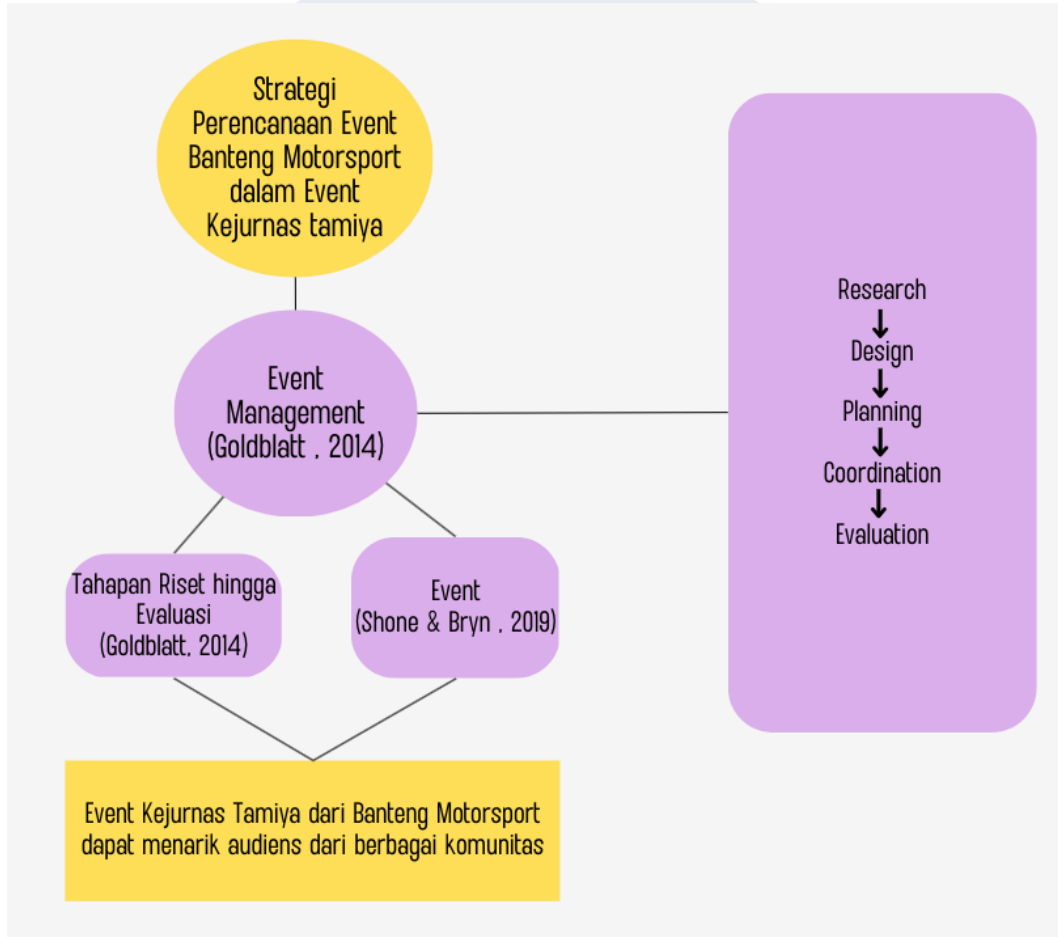 Strategi
Perencanaan Event
Banteng Motorsport
dalam Event
Kejurnas tamiya
Event
Management
(Goldblatt , 2014)
Research
Design
Planning
Coordination
Evaluation
Tahapan Riset hingga
Evaluasi
(Goldblatt, 2014)
Event
(Shone & Bryn , 2019)
Event Kejurnas Tamiya dari Banteng Motorsport
dapat menarik audiens dari berbagai komunitas